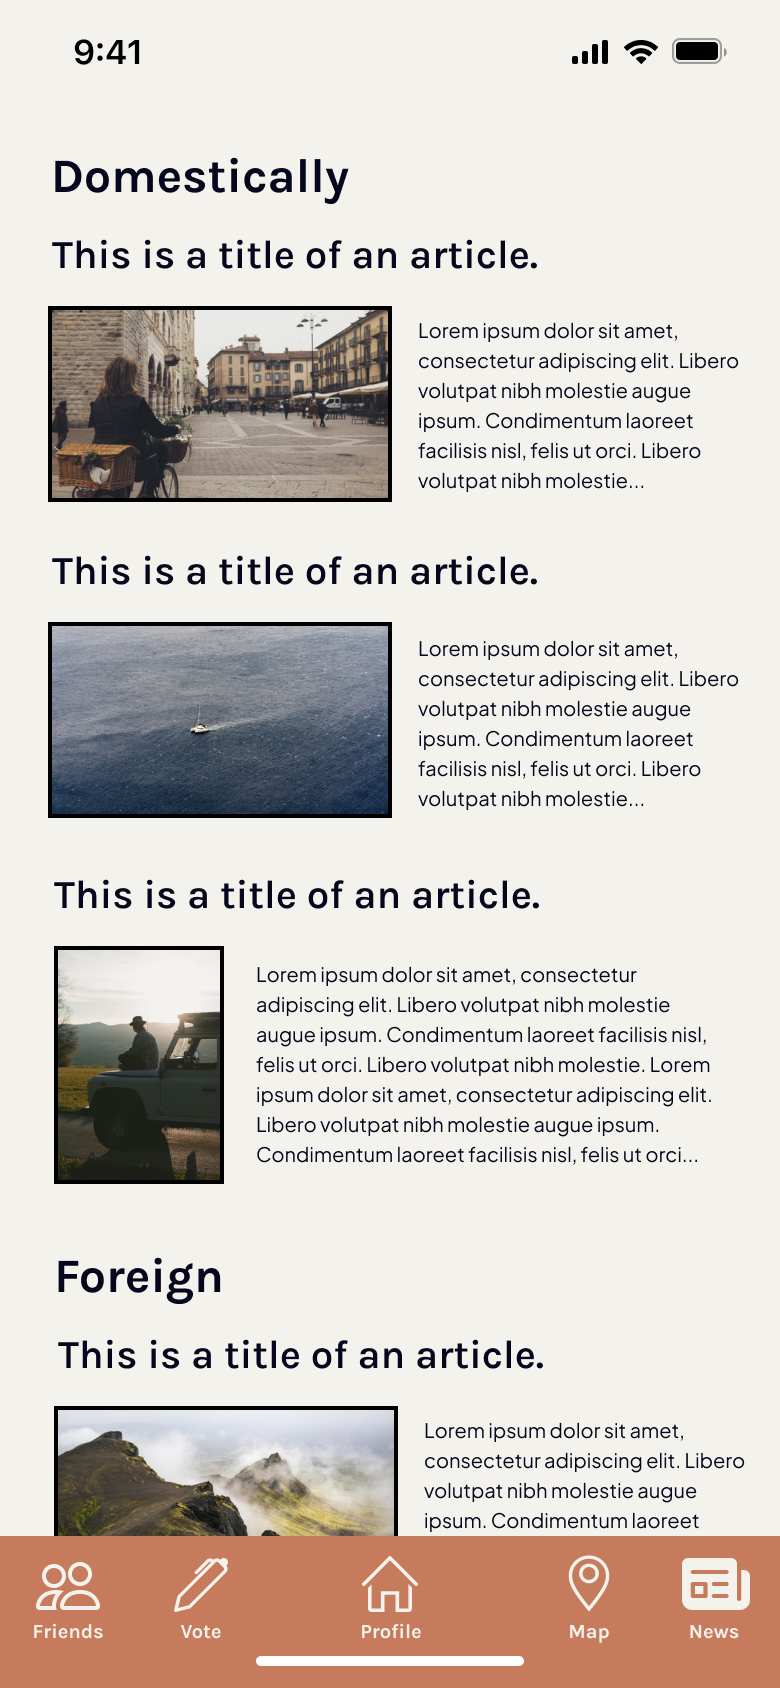 9:41
Domestically
This is a title of an article.
Lorem ipsum dolor sit amet,
consectetur adipiscing elit. Libero
volutpat nibh molestie augue
ipsum. Condimentum laoreet
facilisis nisl, felis ut orci. Libero
volutpat nibh molestie...
This is a title of an article.
Lorem ipsum dolor sit amet,
consectetur adipiscing elit. Libero
volutpat nibh molestie augue
ipsum. Condimentum laoreet
facilisis nisl, felis ut orci. Libero
volutpat nibh molestie...
This is a title of an article.
Lorem ipsum dolor sit amet, consectetur
adipiscing elit. Libero volutpat nibh molestie
augue ipsum. Condimentum laoreet facilisis nisl,
felis ut orci. Libero volutpat nibh molestie. Lorem
ipsum dolor sit amet, consectetur adipiscing elit.
Libero volutpat nibh molestie augue ipsum.
Condimentum laoreet facilisis nisl, felis ut orci...
Foreign
This is a title of an article.
Lorem ipsum dolor sit amet,
consectetur adipiscing elit. Libero
volutpat nibh molestie augue
ipsum. Condimentum laoreet
Friends Vote Profile Map News